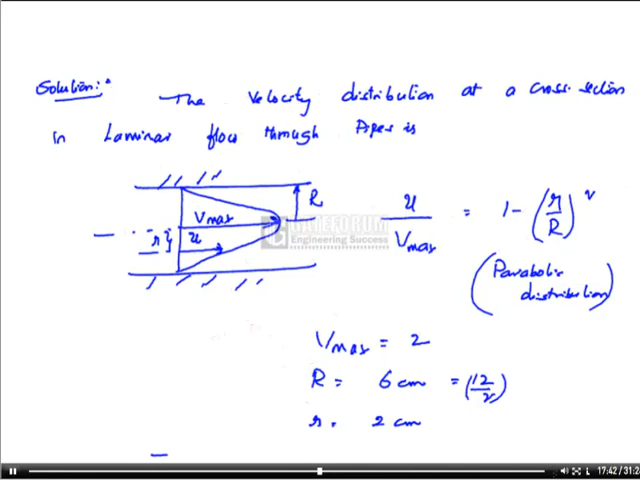 Solution:
The velocity distribution at a cross-section
in Laminar flow through Pipes is
R
Vmax
r
u
u / Vmax = 1 - (r/R)²
(Parabolic distribution)
GATEFORUM
Engineering Success
Vmax = 2
R = 6 cm = (12/2)
r = 2 cm
17:42 / 31:2